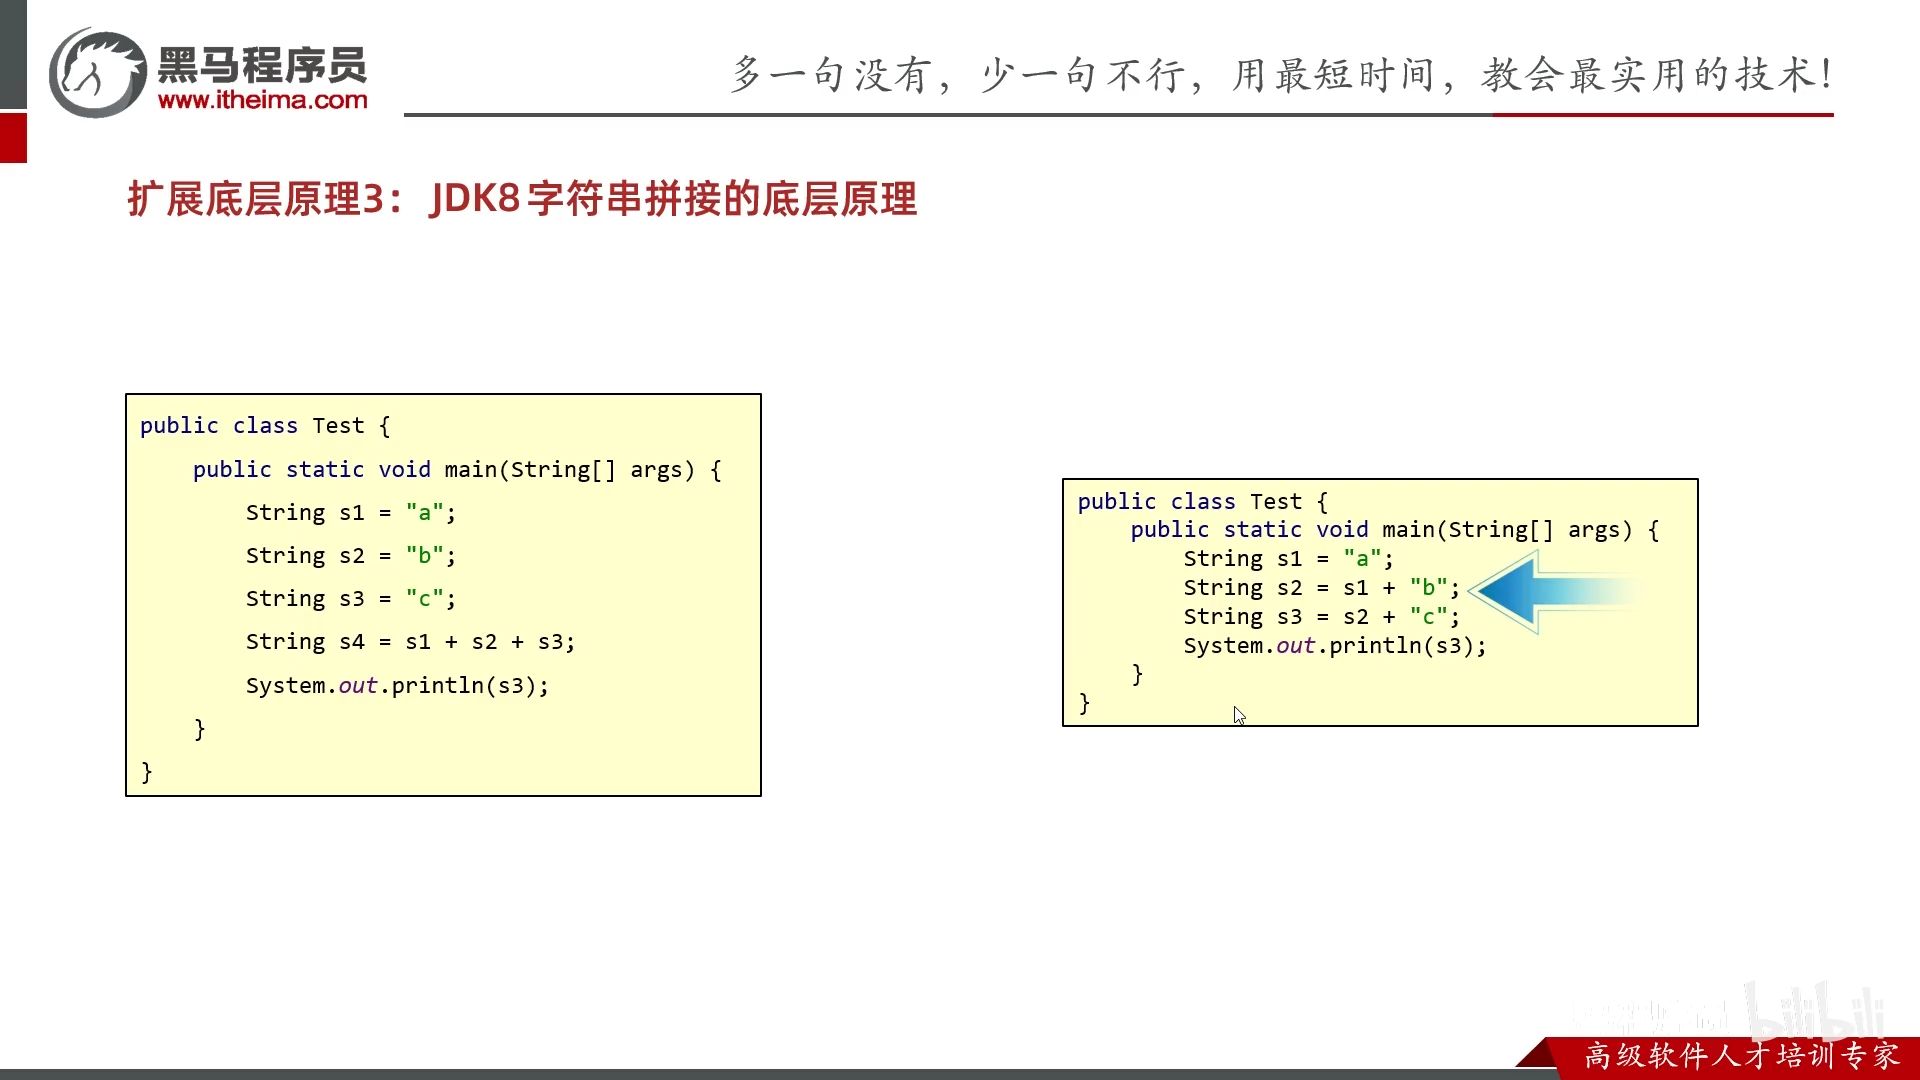 黑马程序员
www.itheima.com
多一句没有，少一句不行，用最短时间，教会最实用的技术！
扩展底层原理3： JDK8字符串拼接的底层原理
public class Test {
    public static void main(String[] args) {
        String s1 = "a";
        String s2 = "b";
        String s3 = "c";
        String s4 = s1 + s2 + s3;
        System.out.println(s3);
    }
}
public class Test {
    public static void main(String[] args) {
        String s1 = "a";
        String s2 = s1 + "b";
        String s3 = s2 + "c";
        System.out.println(s3);
    }
}
bilibili
高级软件人才培训专家